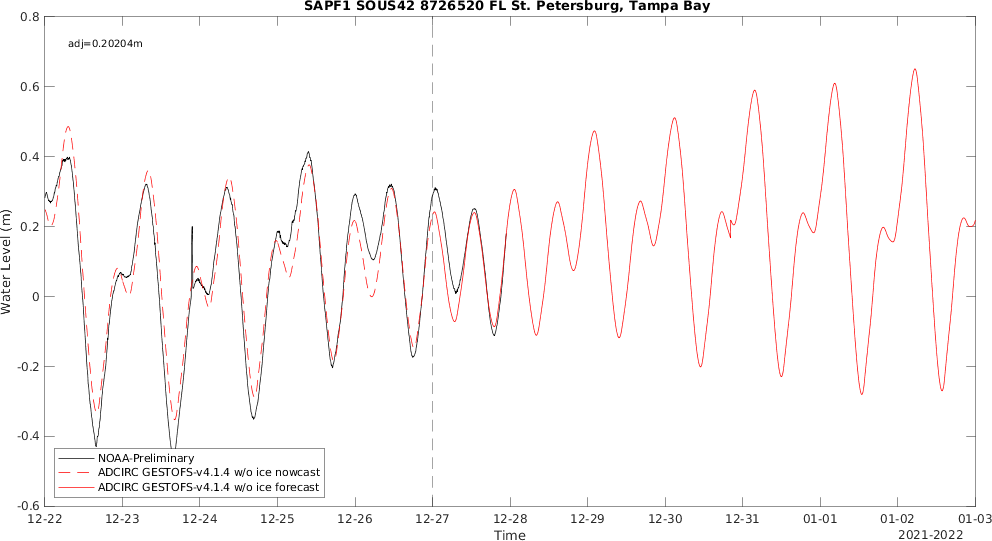 SAPF1 SOUS42 8726520 FL St. Petersburg, Tampa Bay
adj=0.20204m
Water Level (m)
0.8
0.6
0.4
0.2
0
-0.2
-0.4
-0.6
NOAA-Preliminary
ADCIRC GESTOFS-v4.1.4 w/o ice nowcast
ADCIRC GESTOFS-v4.1.4 w/o ice forecast
12-22 12-23 12-24 12-25 12-26 12-27 12-28 12-29 12-30 12-31 01-01 01-02 01-03
Time
2021-2022